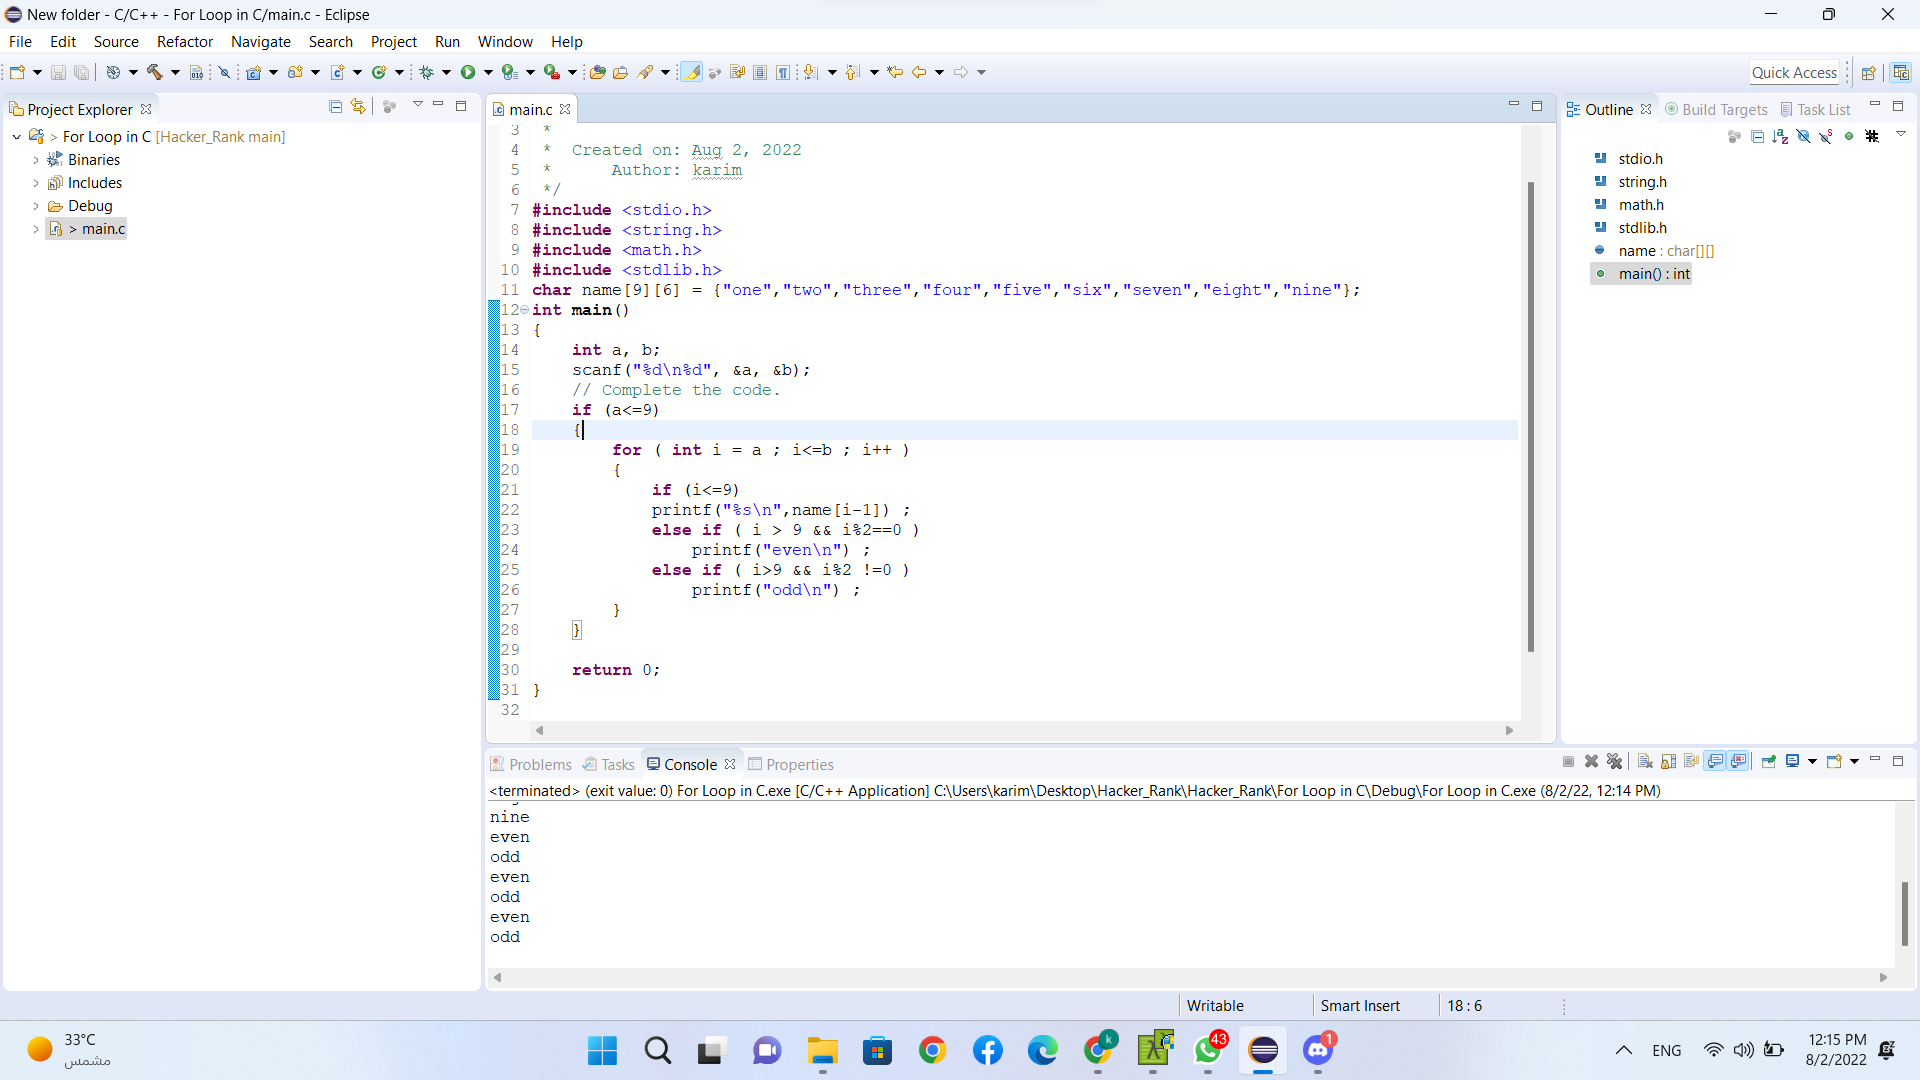 New folder - C/C++ - For Loop in C/main.c - Eclipse
File Edit Source Refactor Navigate Search Project Run Window Help
Quick Access
Project Explorer
> For Loop in C [Hacker_Rank main]
Binaries
Includes
Debug
> main.c
main.c
3 *
4 * Created on: Aug 2, 2022
5 * Author: karim
6 */
7 #include <stdio.h>
8 #include <string.h>
9 #include <math.h>
10 #include <stdlib.h>
11 char name[9][6] = {"one","two","three","four","five","six","seven","eight","nine"};
12 int main()
13 {
14 int a, b;
15 scanf("%d\n%d", &a, &b);
16 // Complete the code.
17 if (a<=9)
18 {
19 for ( int i = a ; i<=b ; i++ )
20 {
21 if (i<=9)
22 printf("%s\n",name[i-1]) ;
23 else if ( i > 9 && i%2==0 )
24 printf("even\n") ;
25 else if ( i>9 && i%2 !=0 )
26 printf("odd\n") ;
27 }
28 }
29
30 return 0;
31 }
32
Outline Build Targets Task List
stdio.h
string.h
math.h
stdlib.h
name : char[][]
main() : int
Problems Tasks Console Properties
<terminated> (exit value: 0) For Loop in C.exe [C/C++ Application] C:\Users\karim\Desktop\Hacker_Rank\Hacker_Rank\For Loop in C\Debug\For Loop in C.exe (8/2/22, 12:14 PM)
nine
even
odd
even
odd
even
odd
Writable Smart Insert 18 : 6
33°C
مشمس
k
43
1
ENG
12:15 PM
8/2/2022